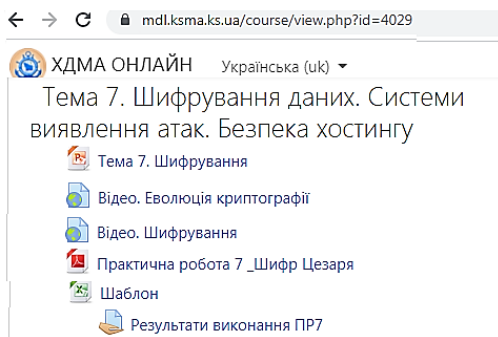 mdl.ksma.ks.ua/course/view.php?id=4029
ХДМА ОНЛАЙН Українська (uk)
Тема 7. Шифрування даних. Системи
виявлення атак. Безпека хостингу
Тема 7. Шифрування
Відео. Еволюція криптографії
Відео. Шифрування
Практична робота 7 _Шифр Цезаря
Шаблон
Результати виконання ПР7